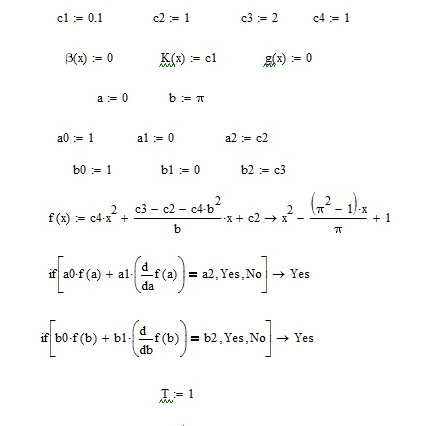 c1 := 0.1 c2 := 1 c3 := 2 c4 := 1
β(x) := 0 K(x) := c1 g(x) := 0
a := 0 b := π
a0 := 1 a1 := 0 a2 := c2
b0 := 1 b1 := 0 b2 := c3
f(x) := c4·x² + (c3 − c2 − c4·b²)/b·x + c2 → x² − ((π² − 1)·x)/π + 1
if[a0·f(a) + a1·(d/da f(a)) = a2, Yes, No] → Yes
if[b0·f(b) + b1·(d/db f(b)) = b2, Yes, No] → Yes
T := 1